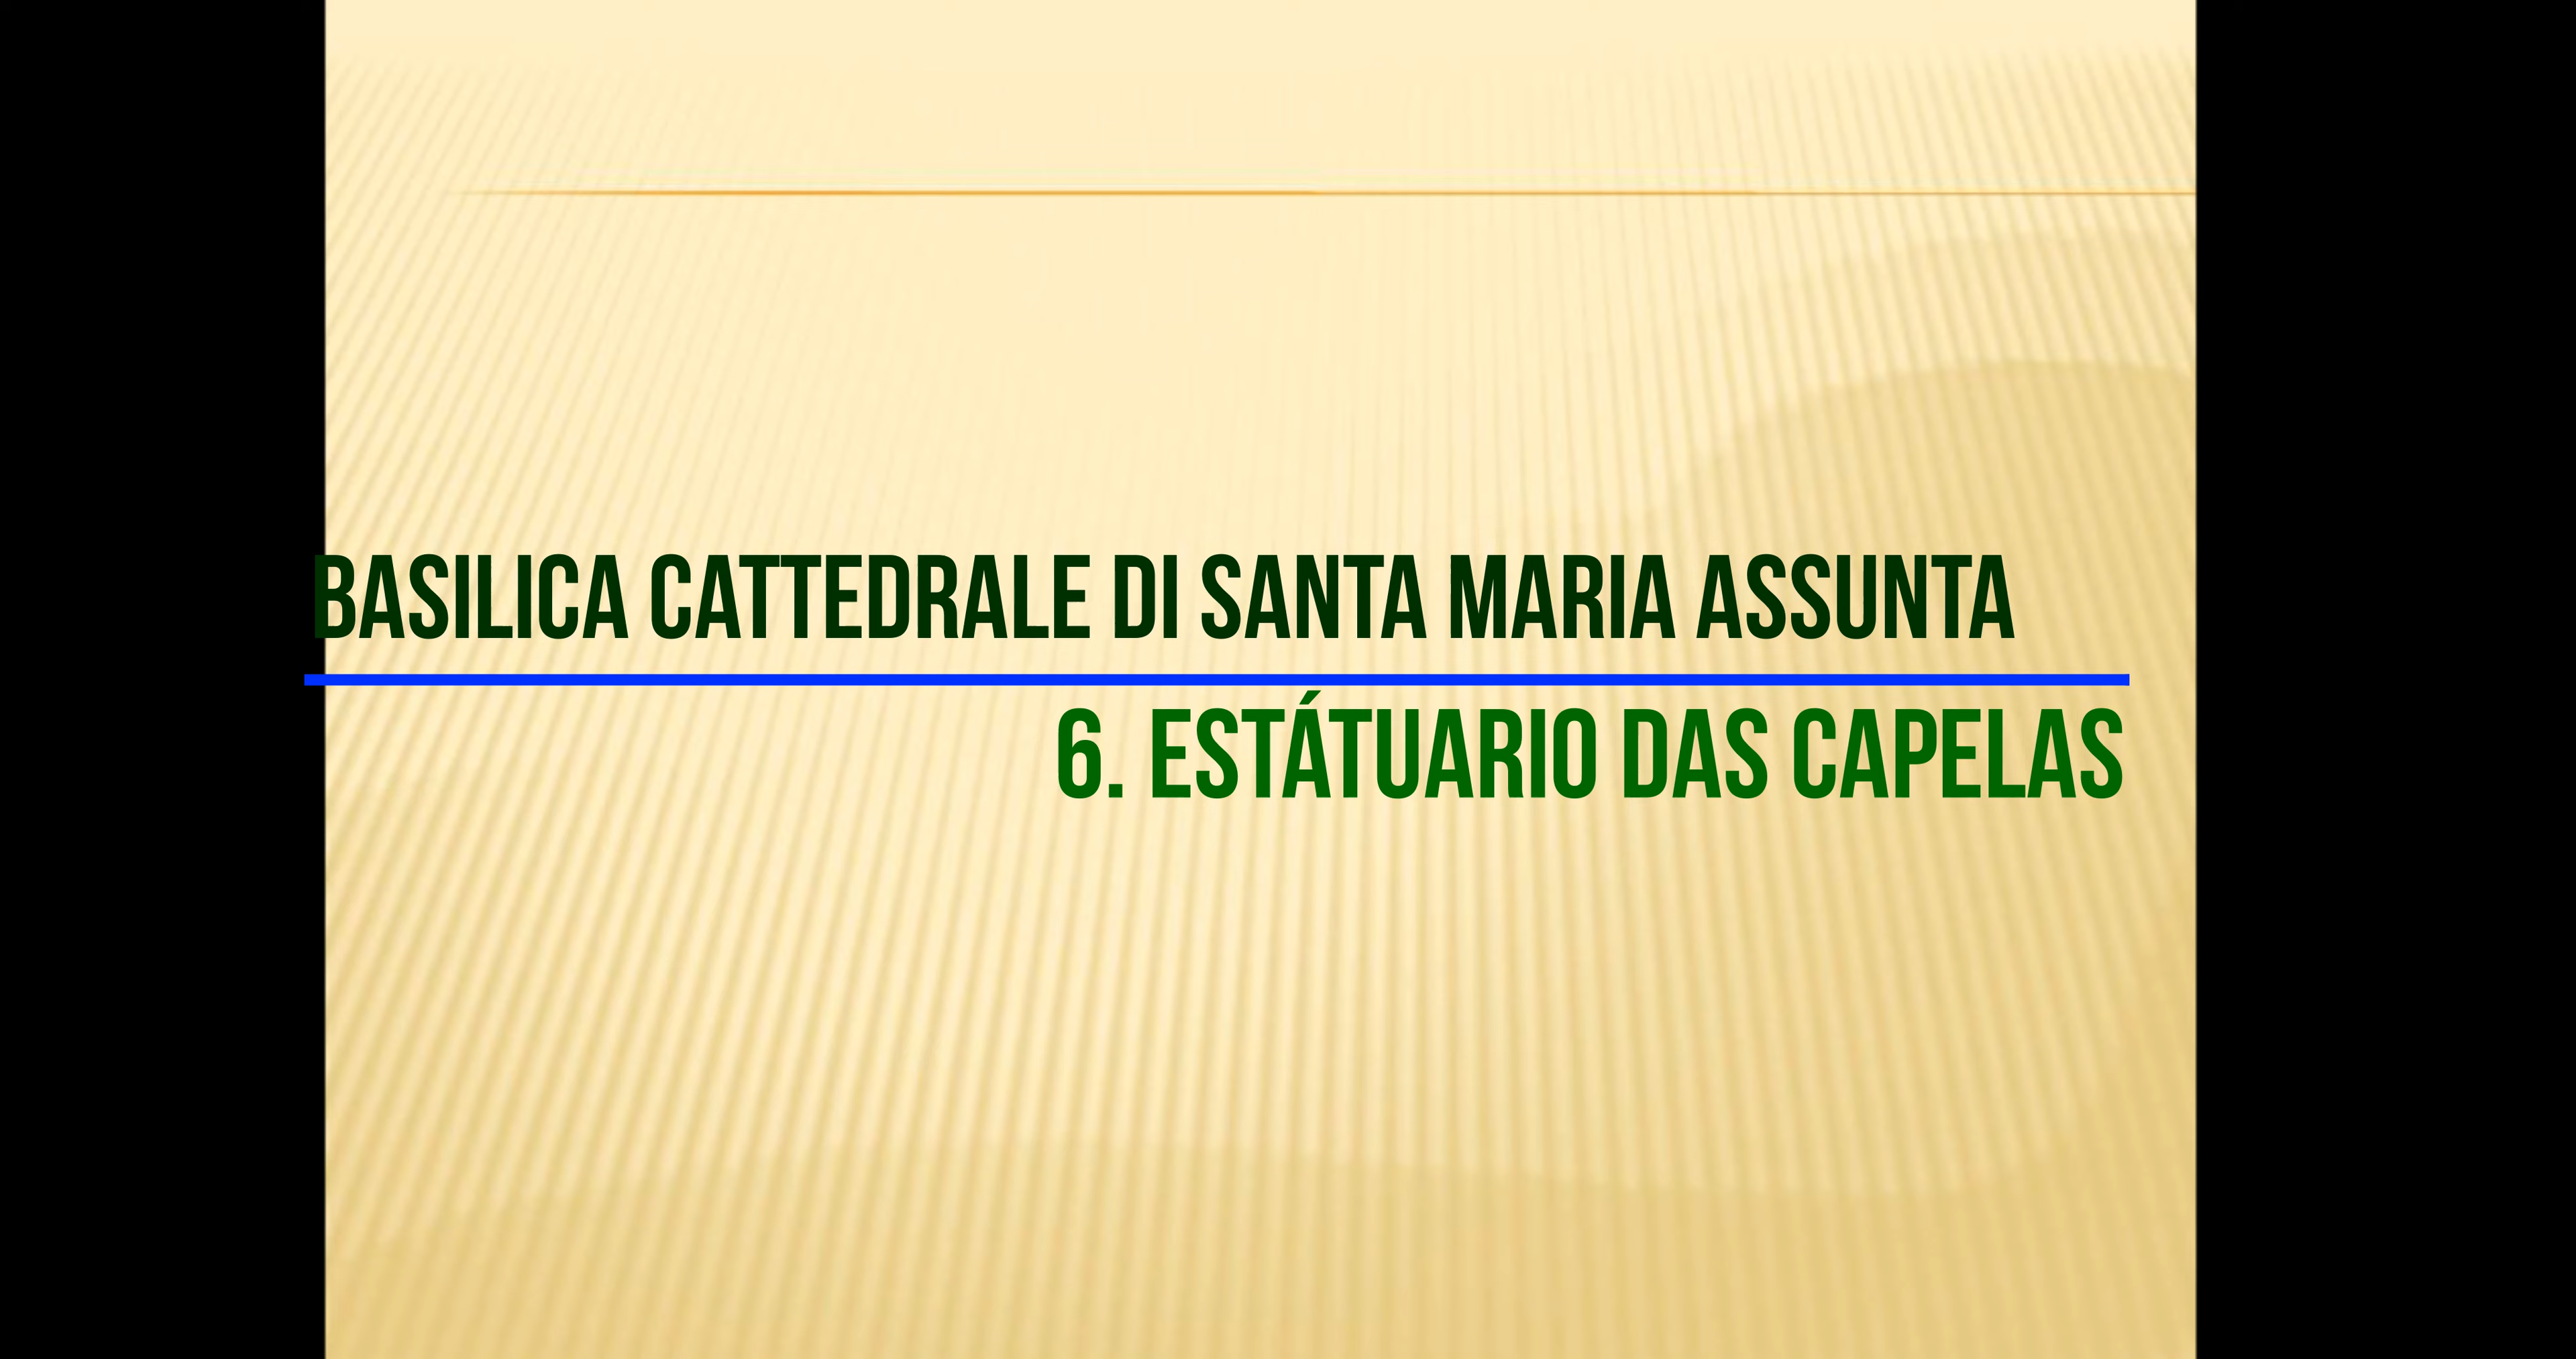 BASILICA CATTEDRALE DI SANTA MARIA ASSUNTA
6. ESTÁTUARIO DAS CAPELAS